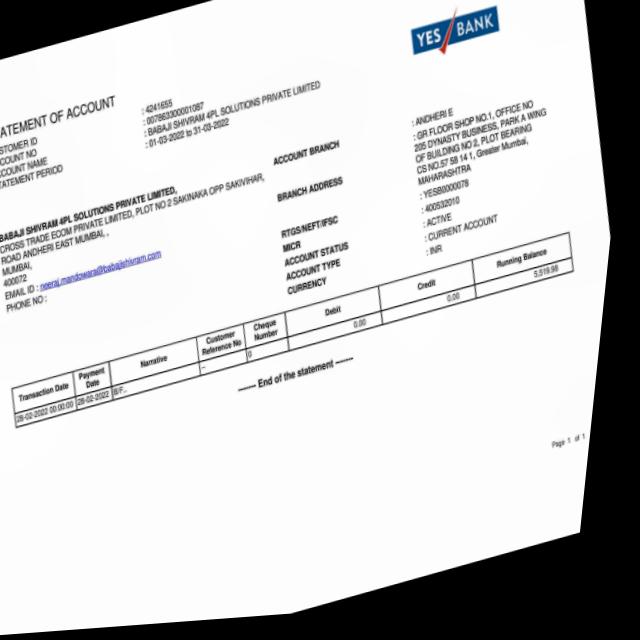 YES BANK
ATEMENT OF ACCOUNT
STOMER ID : 4241655
COUNT NO : 007863300001087
COUNT NAME : BABAJI SHIVRAM 4PL SOLUTIONS PRIVATE LIMITED
TATEMENT PERIOD : 01-03-2022 to 31-03-2022
BABAJI SHIVRAM 4PL SOLUTIONS PRIVATE LIMITED,
CROSS TRADE ECOM PRIVATE LIMITED, PLOT NO 2 SAKINAKA OPP SAKIVIHAR,
ROAD ANDHERI EAST MUMBAI, ,
MUMBAI,
400072
EMAIL ID : neeraj.mandowara@babajishivram.com
PHONE NO :
ACCOUNT BRANCH : ANDHERI E
BRANCH ADDRESS : GR FLOOR SHOP NO.1, OFFICE NO
205 DYNASTY BUSINESS, PARK A WING
OF BUILDING NO 2, PLOT BEARING
CS NO.57 58 14 1, Greater Mumbai,
MAHARASHTRA
RTGS/NEFT/IFSC : YESB0000078
MICR : 400532010
ACCOUNT STATUS : ACTIVE
ACCOUNT TYPE : CURRENT ACCOUNT
CURRENCY : INR
Transaction Date Payment Date Narrative Customer Reference No Cheque Number Debit Credit Running Balance
28-02-2022 00:00:00 28-02-2022 B/F.. -- 0 0.00 0.00 5,519.98
------- End of the statement -------
Page 1 of 1